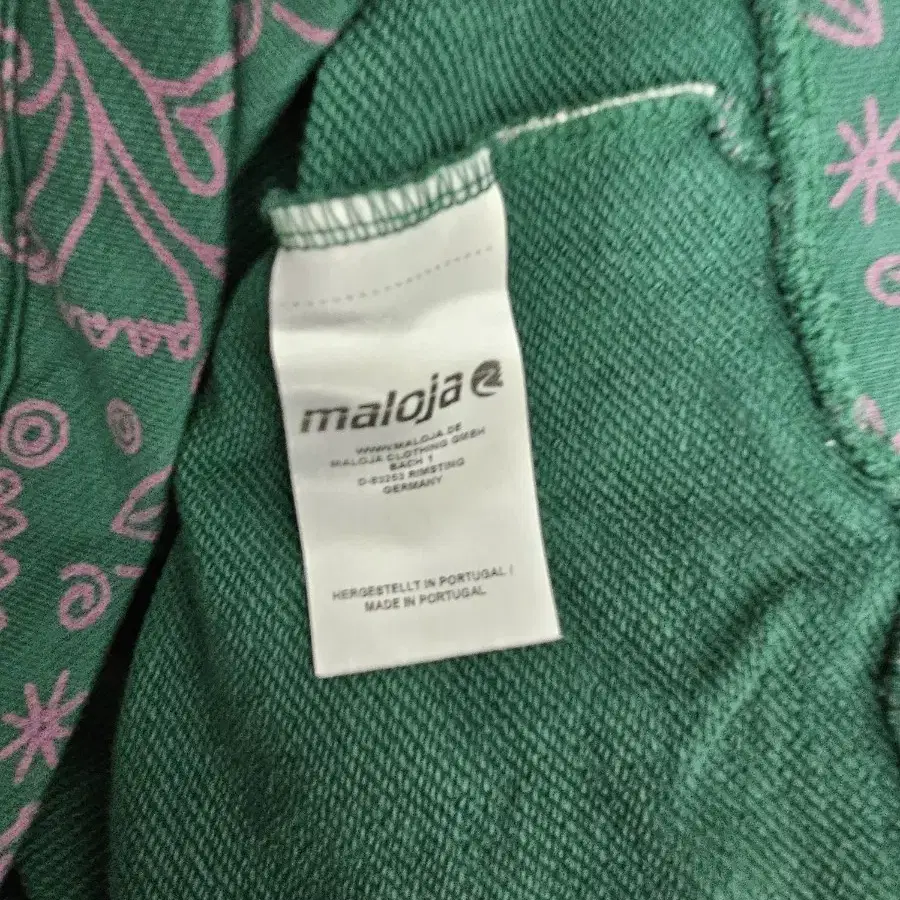 maloja
WWW.MALOJA.DE
MALOJA CLOTHING GMBH
BACH 1
D-83253 RIMSTING
GERMANY
HERGESTELLT IN PORTUGAL /
MADE IN PORTUGAL